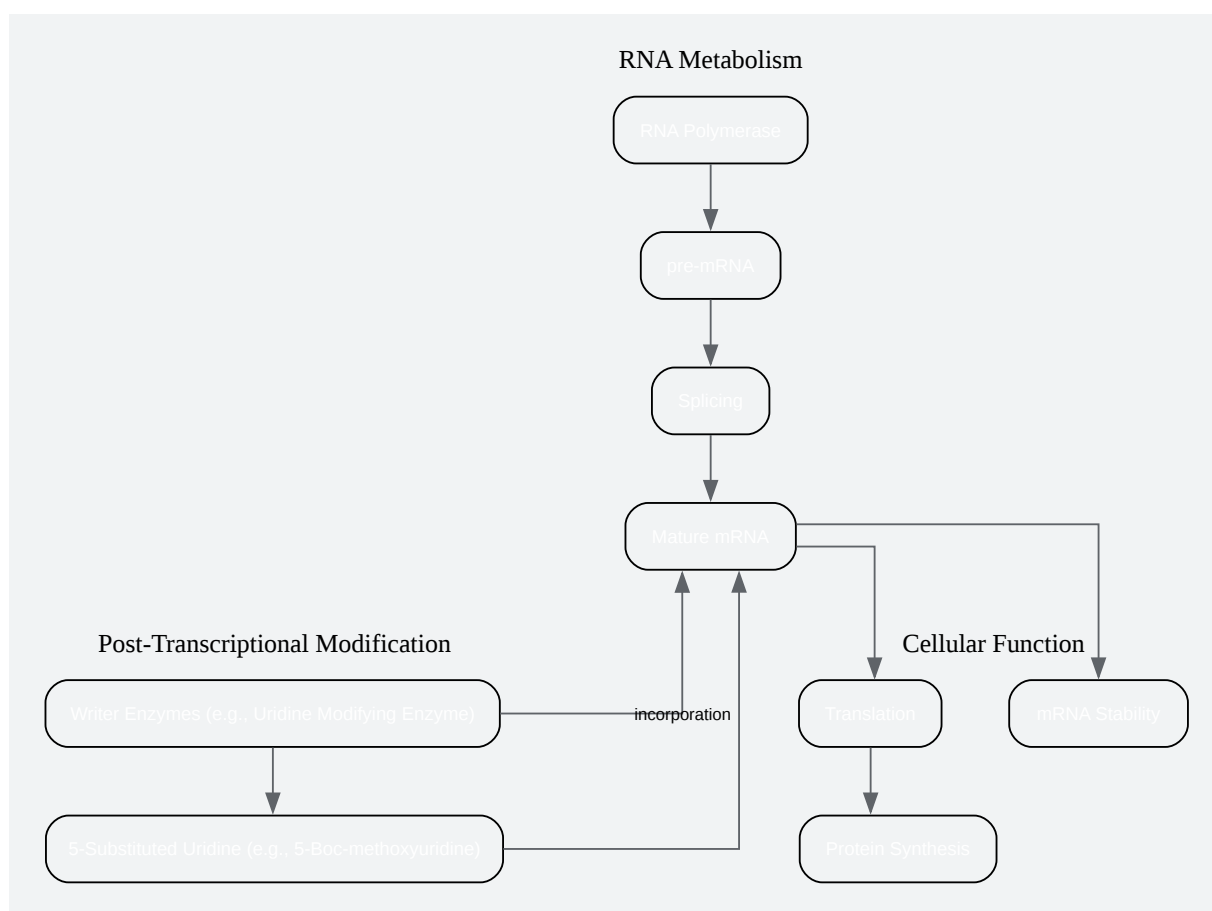 RNA Metabolism
RNA Polymerase
pre-mRNA
Splicing
Mature mRNA
Post-Transcriptional Modification
Cellular Function
Writer Enzymes (e.g., Uridine Modifying Enzyme)
incorporation
Translation
mRNA Stability
5-Substituted Uridine (e.g., 5-Boc-methoxyuridine)
Protein Synthesis